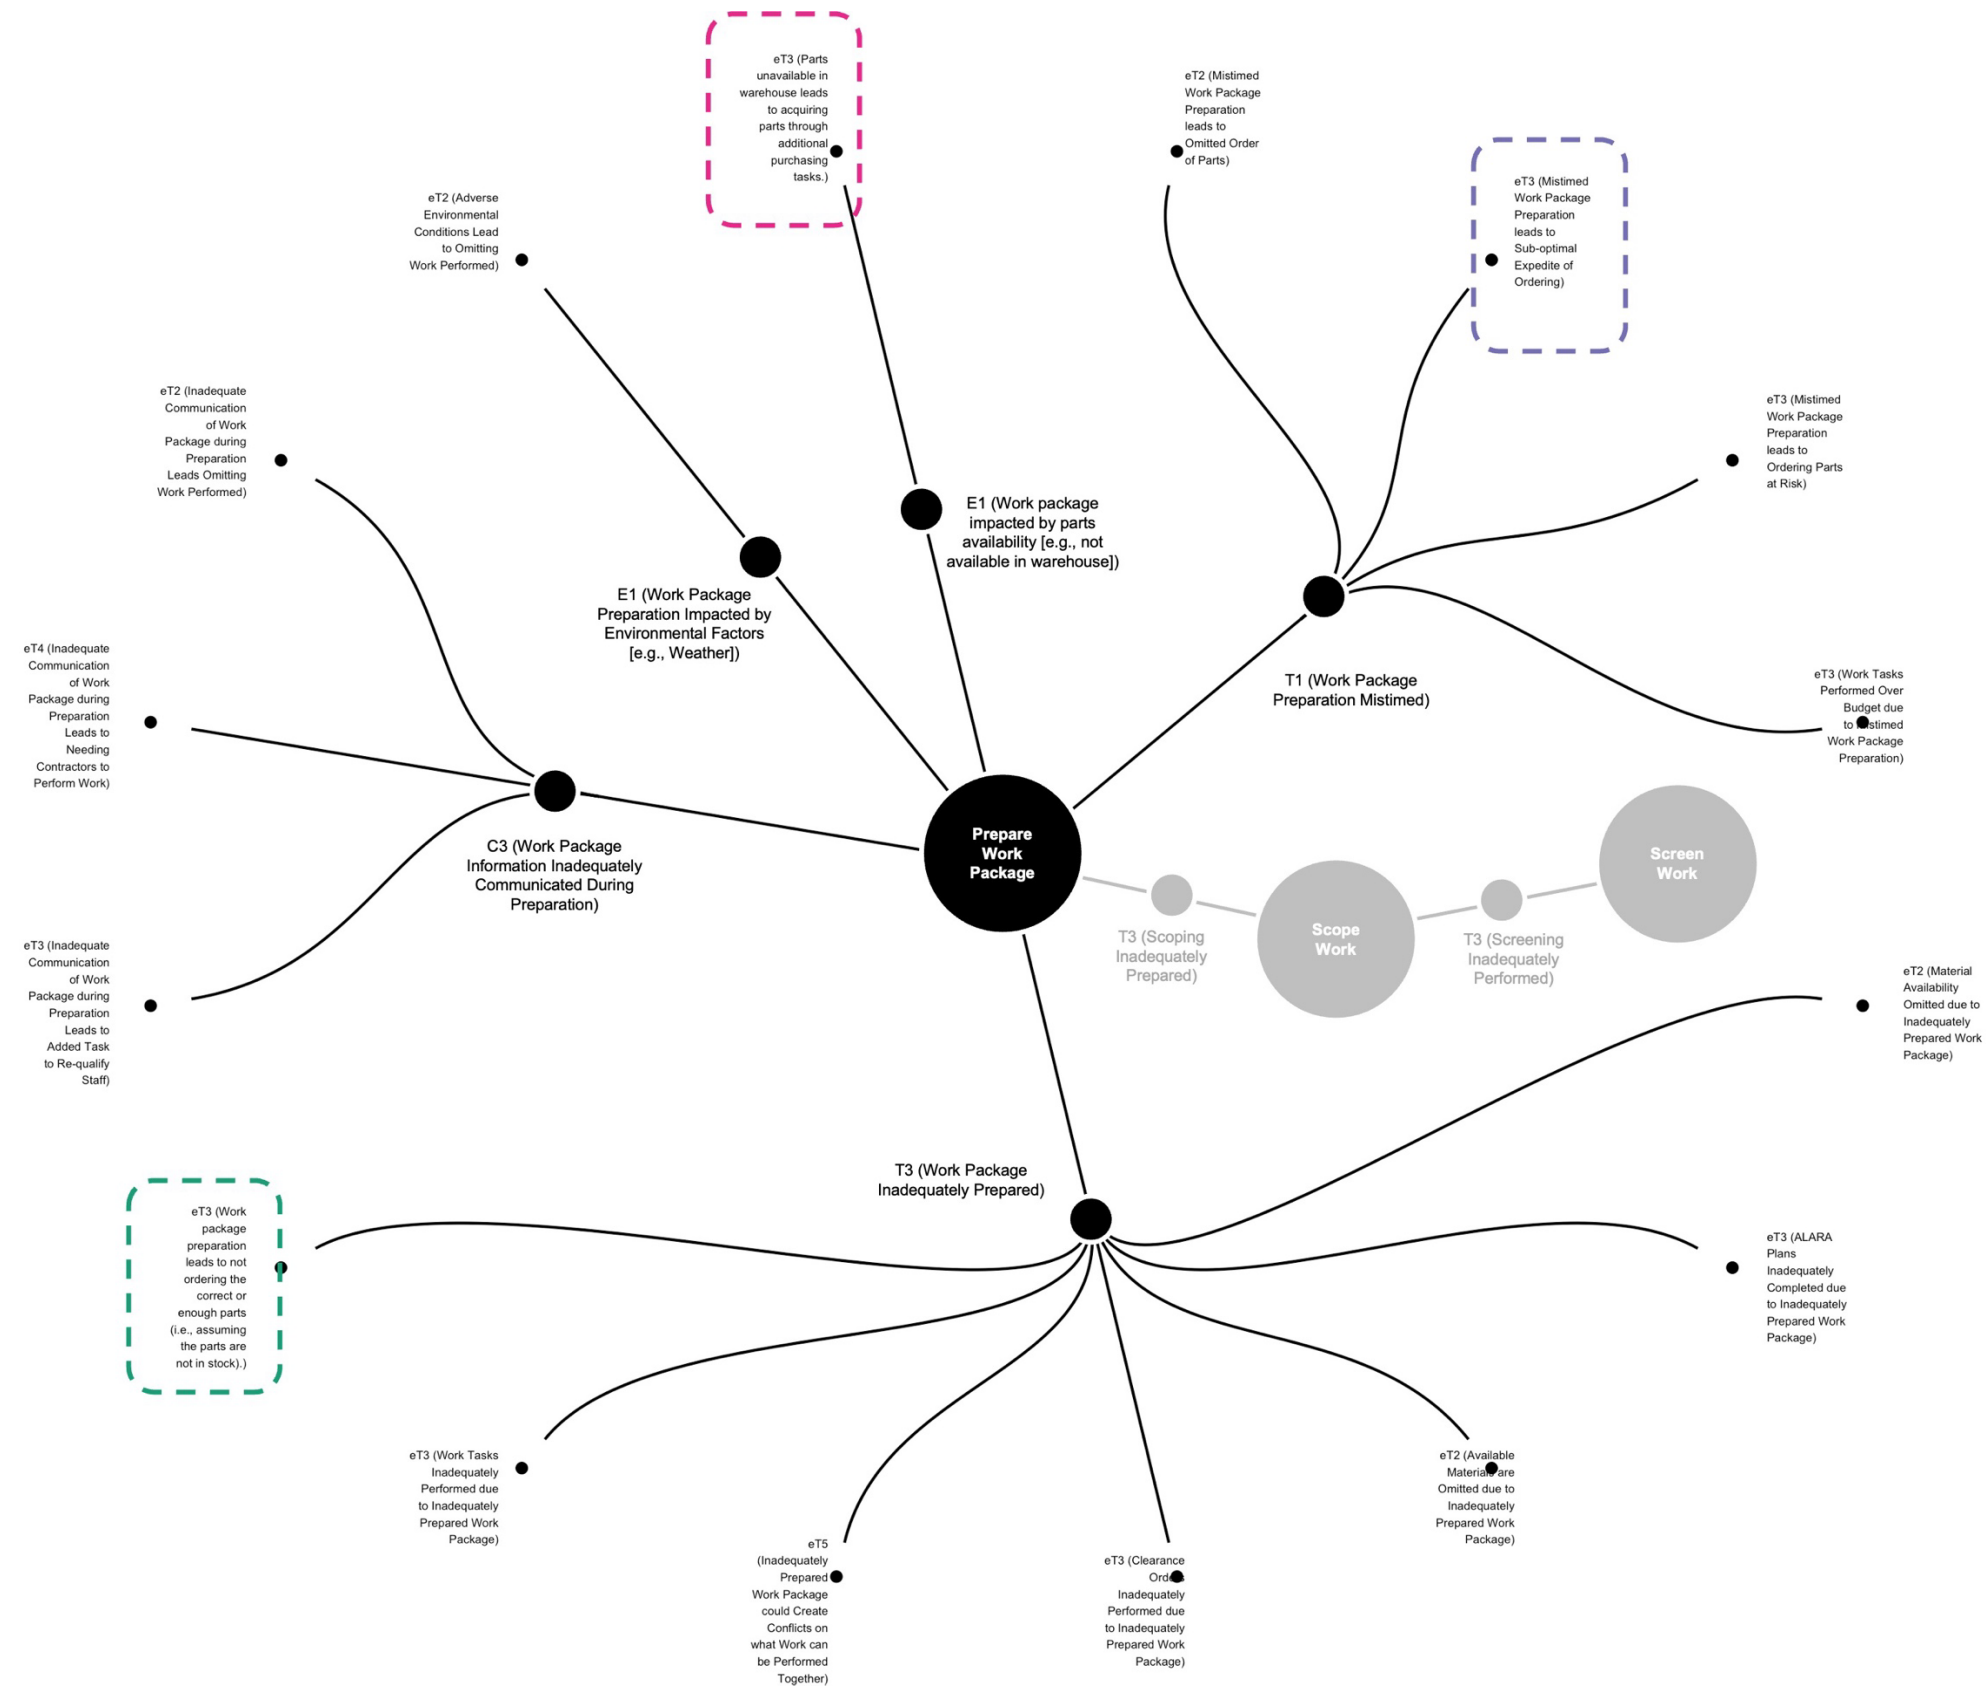 eT3 (Parts
unavailable in
warehouse leads
to acquiring
parts through
additional
purchasing
tasks.)
eT2 (Mistimed
Work Package
Preparation
leads to
Omitted Order
of Parts)
eT3 (Mistimed
Work Package
Preparation
leads to
Sub-optimal
Expedite of
Ordering)
eT2 (Adverse
Environmental
Conditions Lead
to Omitting
Work Performed)
eT2 (Inadequate
Communication
of Work
Package during
Preparation
Leads Omitting
Work Performed)
eT3 (Mistimed
Work Package
Preparation
leads to
Ordering Parts
at Risk)
E1 (Work package
impacted by parts
availability [e.g., not
available in warehouse])
E1 (Work Package
Preparation Impacted by
Environmental Factors
[e.g., Weather])
T1 (Work Package
Preparation Mistimed)
eT4 (Inadequate
Communication
of Work
Package during
Preparation
Leads to
Needing
Contractors to
Perform Work)
eT3 (Work Tasks
Performed Over
Budget due
to Mistimed
Work Package
Preparation)
C3 (Work Package
Information Inadequately
Communicated During
Preparation)
Prepare
Work
Package
T3 (Scoping
Inadequately
Prepared)
Scope
Work
T3 (Screening
Inadequately
Performed)
Screen
Work
eT3 (Inadequate
Communication
of Work
Package during
Preparation
Leads to
Added Task
to Re-qualify
Staff)
eT2 (Material
Availability
Omitted due to
Inadequately
Prepared Work
Package)
T3 (Work Package
Inadequately Prepared)
eT3 (Work
package
preparation
leads to not
ordering the
correct or
enough parts
(i.e., assuming
the parts are
not in stock).)
eT3 (ALARA
Plans
Inadequately
Completed due
to Inadequately
Prepared Work
Package)
eT3 (Work Tasks
Inadequately
Performed due
to Inadequately
Prepared Work
Package)
eT5
(Inadequately
Prepared
Work Package
could Create
Conflicts on
what Work can
be Performed
Together)
eT3 (Clearance
Orders
Inadequately
Performed due
to Inadequately
Prepared Work
Package)
eT2 (Available
Materials are
Omitted due to
Inadequately
Prepared Work
Package)